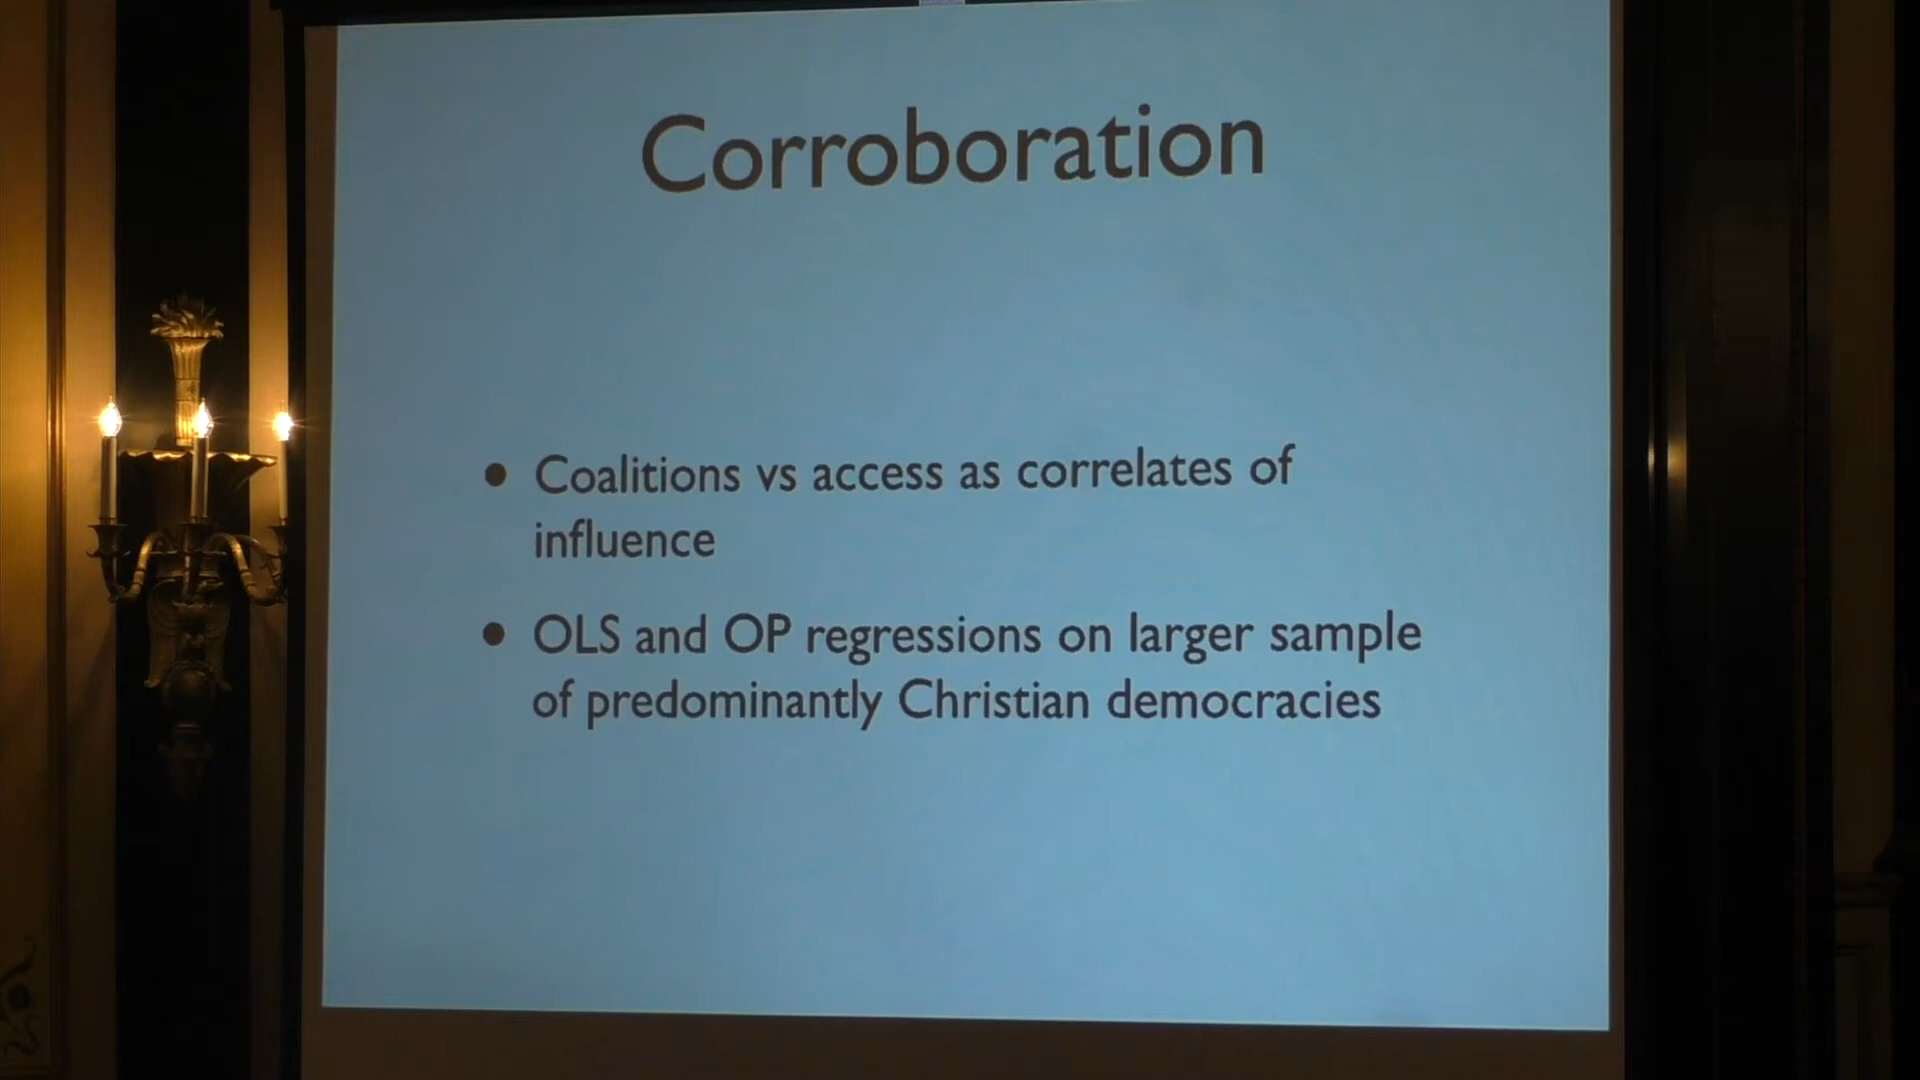 Corroboration
• Coalitions vs access as correlates of
influence
• OLS and OP regressions on larger sample
of predominantly Christian democracies